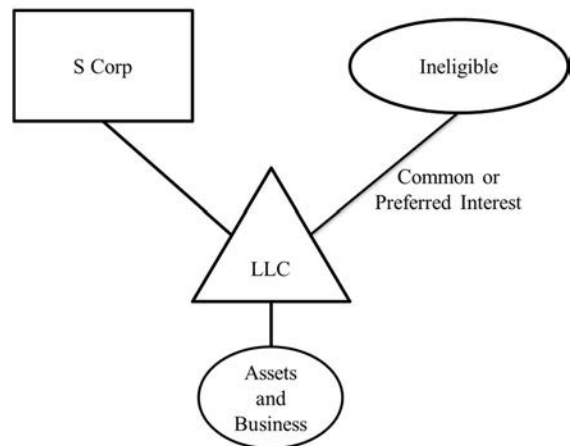 S Corp
Ineligible
Common or
Preferred Interest
LLC
Assets
and
Business